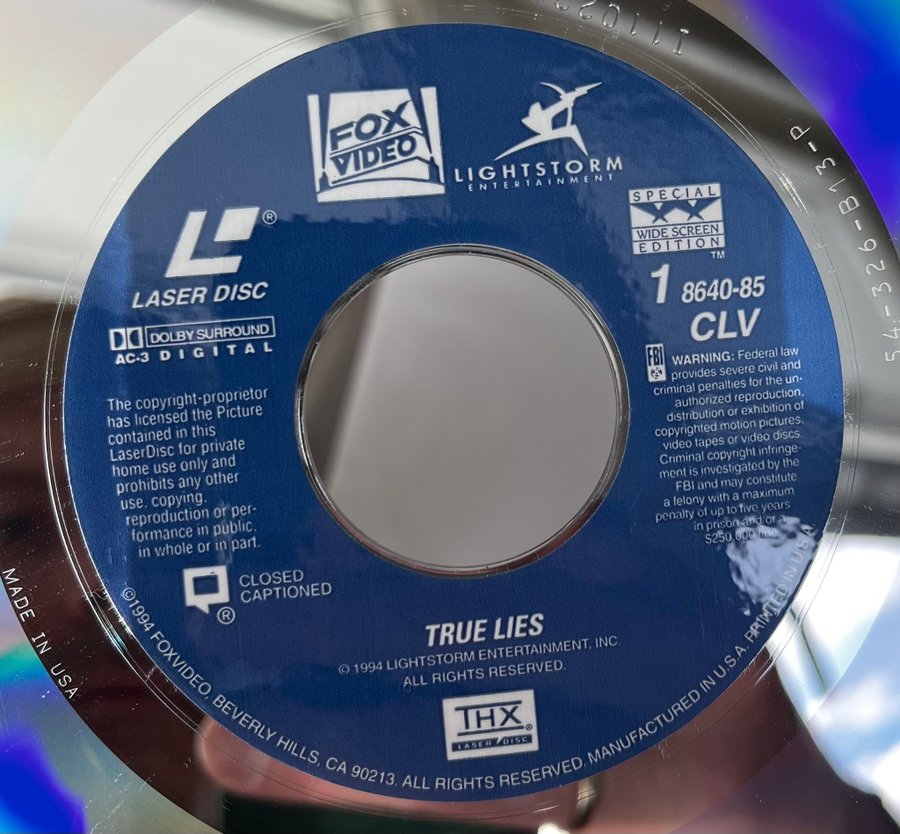 FOX
VIDEO
LIGHTSTORM
ENTERTAINMENT
®
LASER DISC
DOLBY SURROUND
AC-3 DIGITAL
The copyright-proprietor
has licensed the Picture
contained in this
LaserDisc for private
home use only and
prohibits any other
use, copying,
reproduction or per-
formance in public,
in whole or in part.
CLOSED
CAPTIONED
®
SPECIAL
WIDE SCREEN
EDITION
™
1 8640-85
CLV
FBI
WARNING: Federal law
provides severe civil and
criminal penalties for the un-
authorized reproduction,
distribution or exhibition of
copyrighted motion pictures,
video tapes or video discs.
Criminal copyright infringe-
ment is investigated by the
FBI and may constitute
a felony with a maximum
penalty of up to five years
in prison and/or a
$250,000 fine.
TRUE LIES
© 1994 LIGHTSTORM ENTERTAINMENT, INC.
ALL RIGHTS RESERVED.
THX®
LASER DISC
©1994 FOXVIDEO, BEVERLY HILLS, CA 90213. ALL RIGHTS RESERVED. MANUFACTURED IN U.S.A. PRINTED IN U.S.A.
MADE IN USA
54-326-B13-P